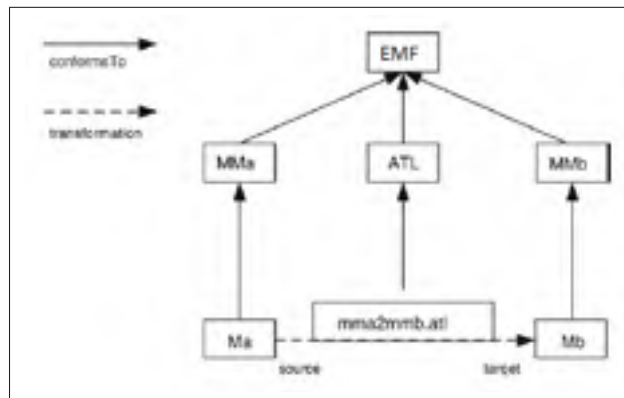 conformsTo
EMF
transformation
MMa
ATL
MMb
mma2mmb.atl
Ma
Mb
source
target